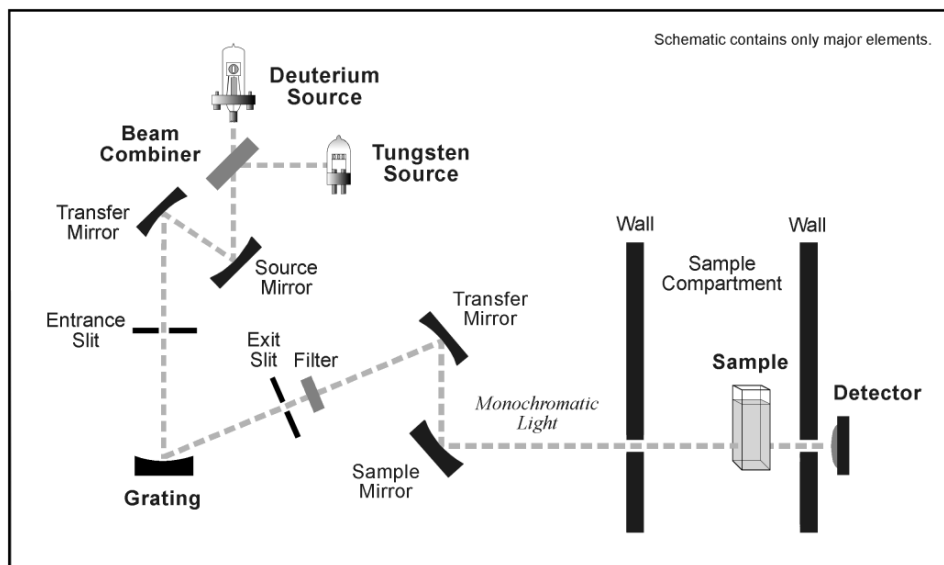 Schematic contains only major elements.
Deuterium
Source
Beam
Combiner
Tungsten
Source
Transfer
Mirror
Source
Mirror
Wall
Wall
Sample
Compartment
Transfer
Mirror
Entrance
Slit
Exit
Slit
Filter
Sample
Detector
Monochromatic
Light
Sample
Mirror
Grating